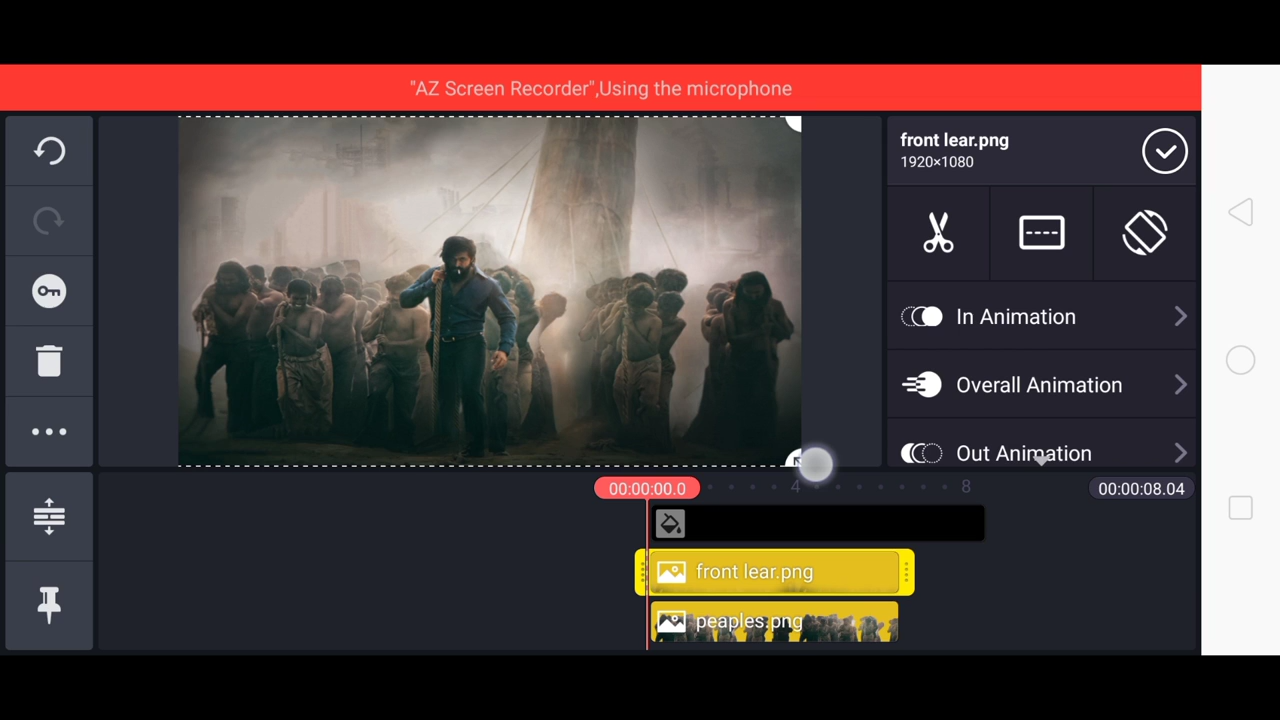 "AZ Screen Recorder",Using the microphone
front lear.png
1920×1080
In Animation
Overall Animation
Out Animation
00:00:00.0
4
8
00:00:08.04
front lear.png
peaples.png